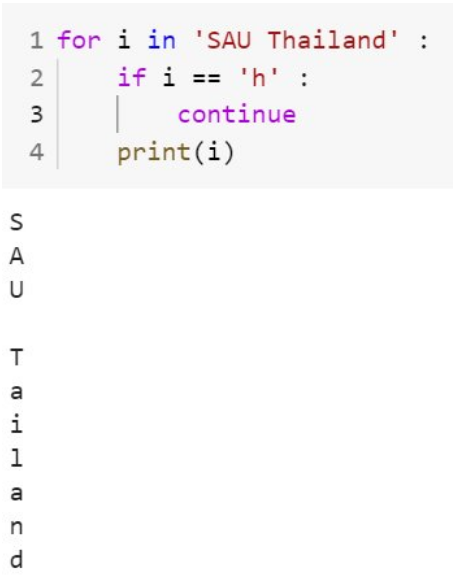 1 for i in 'SAU Thailand' :
2 if i == 'h' :
3 continue
4 print(i)
S
A
U
T
a
i
l
a
n
d